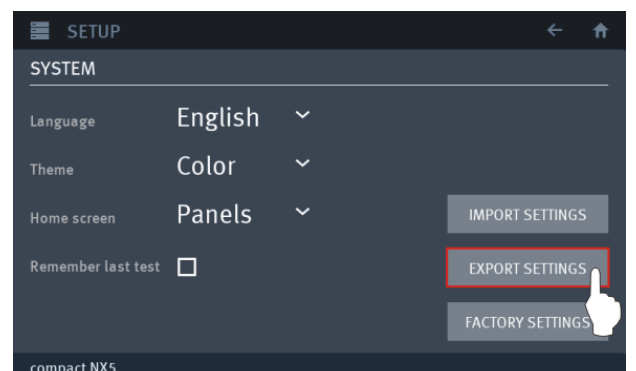 SETUP
SYSTEM
Language English
Theme Color
Home screen Panels
IMPORT SETTINGS
Remember last test
EXPORT SETTINGS
FACTORY SETTINGS
compact NX5